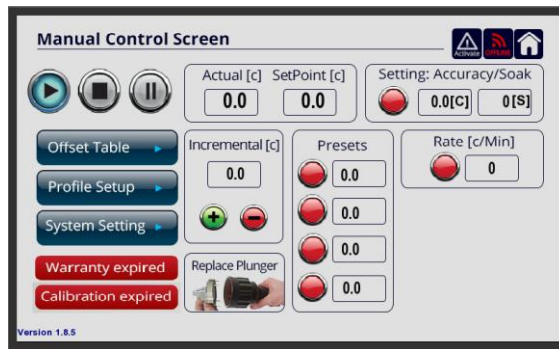 Manual Control Screen
Activate
OFFLINE
Actual [c] SetPoint [c]
0.0 0.0
Setting: Accuracy/Soak
0.0[C] 0[S]
Offset Table
Profile Setup
System Setting
Warranty expired
Calibration expired
Incremental [c]
0.0
Replace Plunger
Presets
0.0
0.0
0.0
0.0
Rate [c/Min]
0
Version 1.8.5